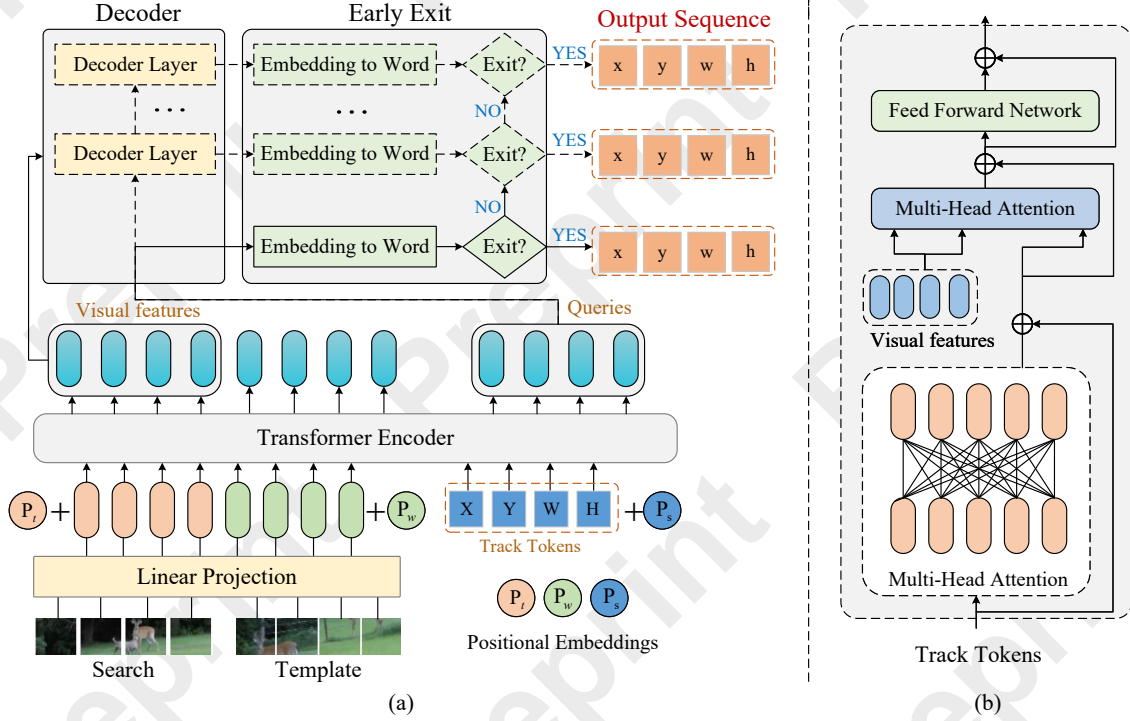 Decoder
Early Exit
Output Sequence
Decoder Layer
Embedding to Word
Exit?
YES
x y w h
...
...
NO
Decoder Layer
Embedding to Word
Exit?
YES
x y w h
NO
Embedding to Word
Exit?
YES
x y w h
Visual features
Queries
Transformer Encoder
P_t +
+ P_w
X Y W H
+ P_s
Track Tokens
Linear Projection
P_t P_w P_s
Positional Embeddings
Search
Template
(a)
Feed Forward Network
Multi-Head Attention
Visual features
Multi-Head Attention
Track Tokens
(b)
Preprint
Preprint
Preprint